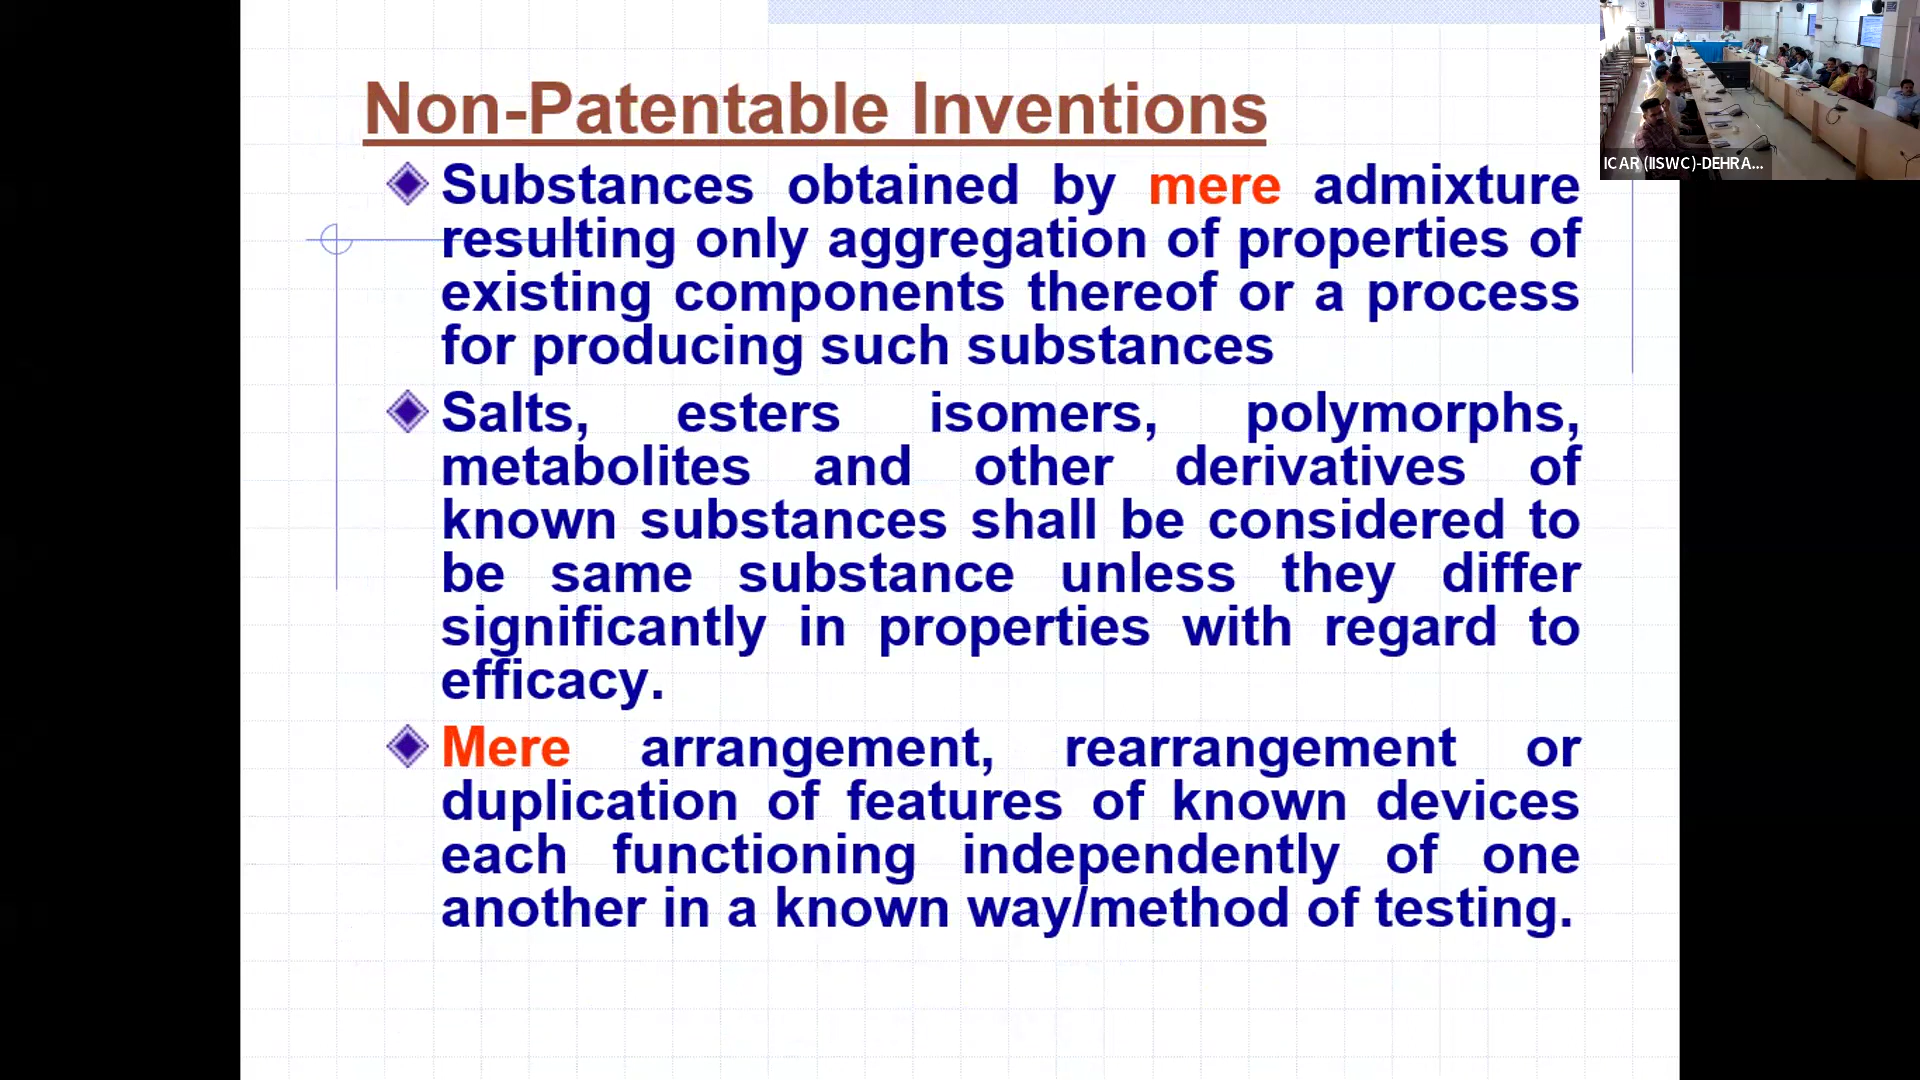 Non-Patentable Inventions
Substances obtained by mere admixture
resulting only aggregation of properties of
existing components thereof or a process
for producing such substances
Salts, esters isomers, polymorphs,
metabolites and other derivatives of
known substances shall be considered to
be same substance unless they differ
significantly in properties with regard to
efficacy.
Mere arrangement, rearrangement or
duplication of features of known devices
each functioning independently of one
another in a known way/method of testing.
ICAR (IISWC)-DEHRA...